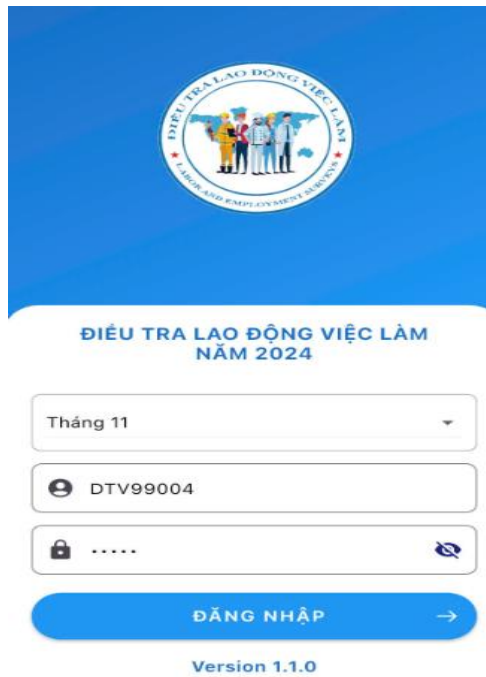 ĐIỀU TRA LAO ĐỘNG VIỆC LÀM
LABOR AND EMPLOYMENT SURVEYS
ĐIỀU TRA LAO ĐỘNG VIỆC LÀM
NĂM 2024
Tháng 11
DTV99004
.....
ĐĂNG NHẬP
Version 1.1.0